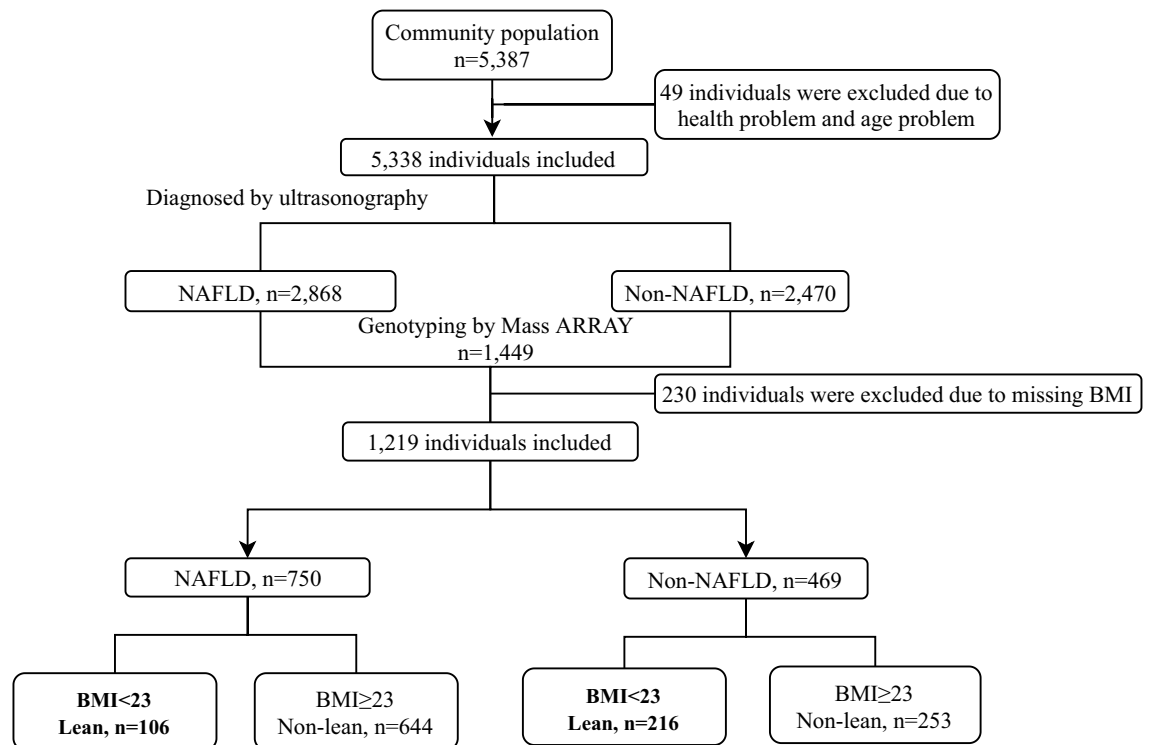 Community population
n=5,387
49 individuals were excluded due to
health problem and age problem
5,338 individuals included
Diagnosed by ultrasonography
NAFLD, n=2,868
Non-NAFLD, n=2,470
Genotyping by Mass ARRAY
n=1,449
230 individuals were excluded due to missing BMI
1,219 individuals included
NAFLD, n=750
Non-NAFLD, n=469
BMI<23
Lean, n=106
BMI≥23
Non-lean, n=644
BMI<23
Lean, n=216
BMI≥23
Non-lean, n=253